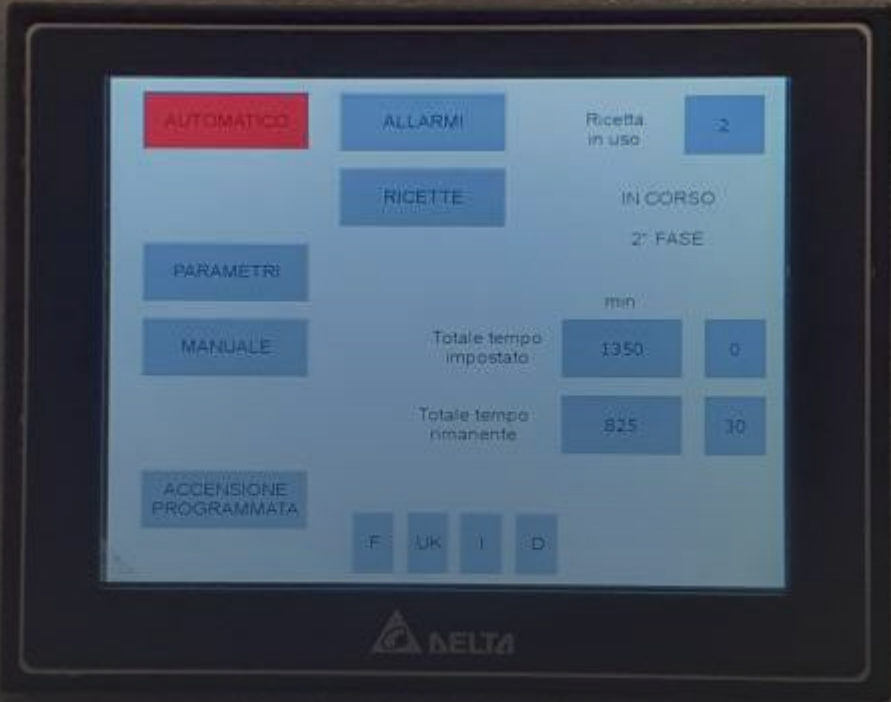 AUTOMATICO
ALLARMI
Ricetta
in uso
2
RICETTE
IN CORSO
2° FASE
PARAMETRI
min
MANUALE
Totale tempo
impostato
1350
0
Totale tempo
rimanente
825
30
ACCENSIONE
PROGRAMMATA
F
UK
I
D
DELTA